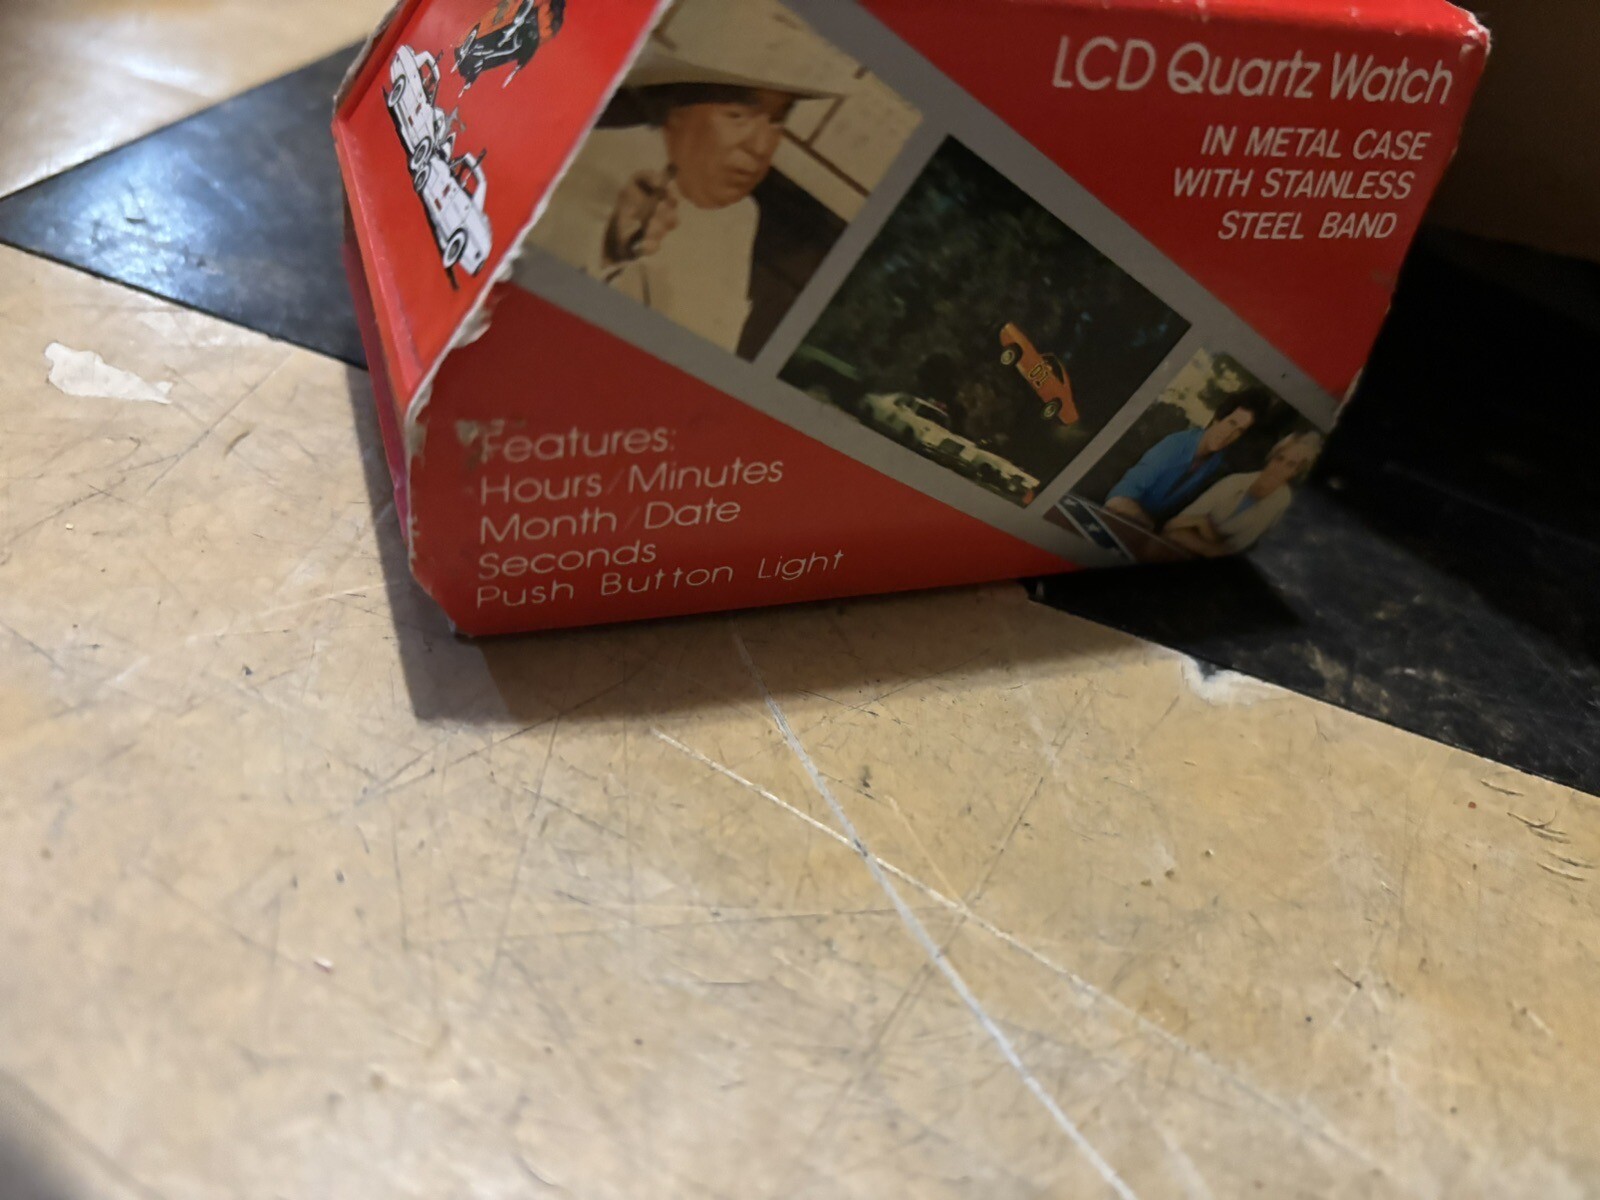 LCD Quartz Watch
IN METAL CASE
WITH STAINLESS
STEEL BAND
01
Features:
Hours/Minutes
Month/Date
Seconds
Push Button Light